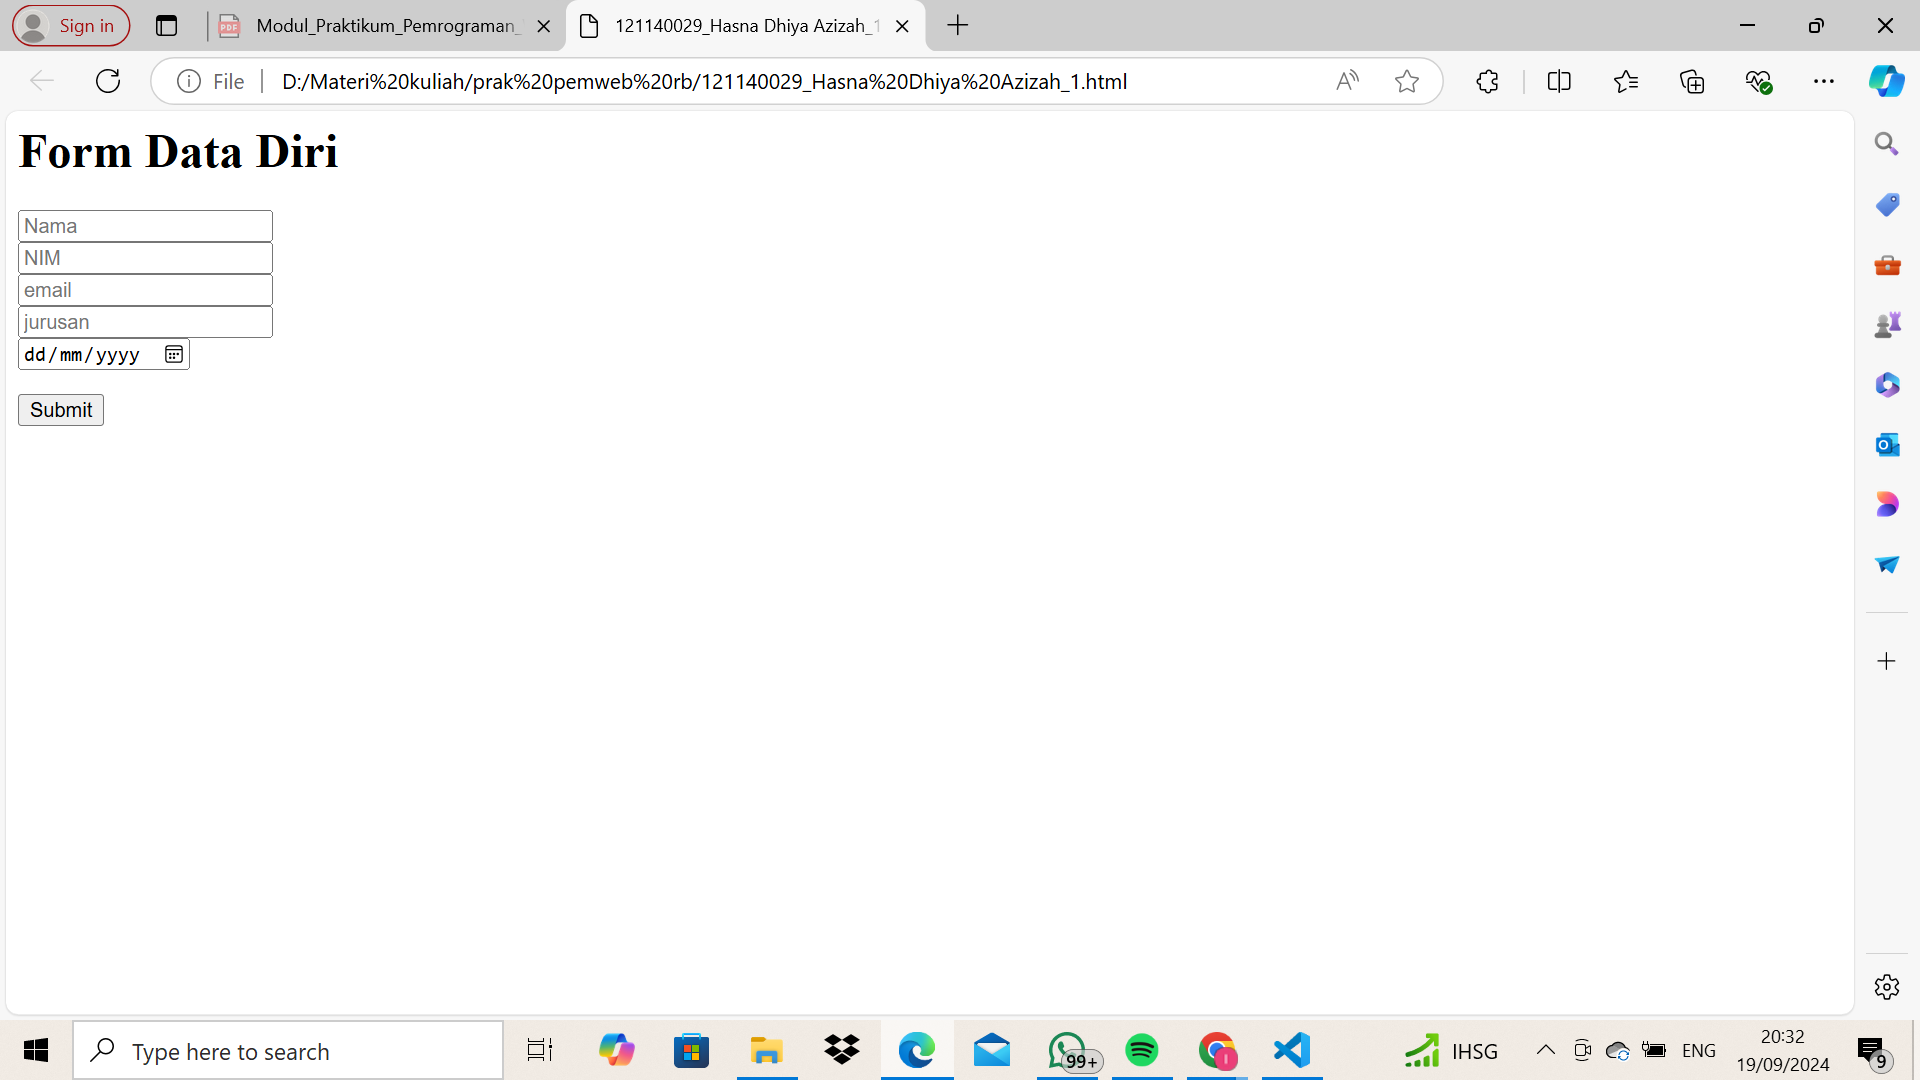 Sign in
Modul_Praktikum_Pemrograman_
121140029_Hasna Dhiya Azizah_1
File
D:/Materi%20kuliah/prak%20pemweb%20rb/121140029_Hasna%20Dhiya%20Azizah_1.html
Form Data Diri
Nama
NIM
email
jurusan
dd/mm/yyyy
Submit
Type here to search
99+
IHSG
ENG
20:32
19/09/2024
9